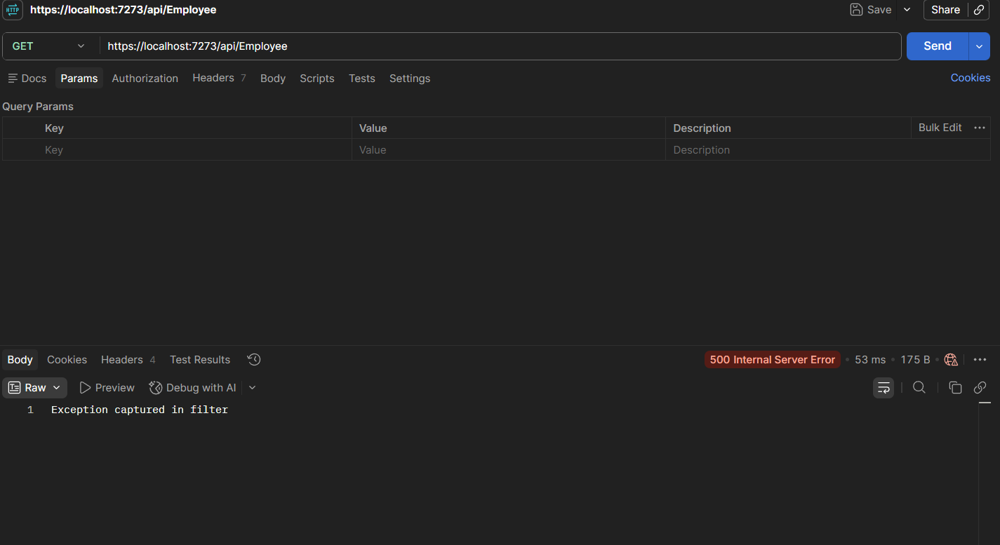 HTTP https://localhost:7273/api/Employee Save Share
GET https://localhost:7273/api/Employee Send
Docs Params Authorization Headers 7 Body Scripts Tests Settings Cookies
Query Params
Key Value Description Bulk Edit
Key Value Description
Body Cookies Headers 4 Test Results 500 Internal Server Error • 53 ms • 175 B
Raw Preview Debug with AI
1 Exception captured in filter